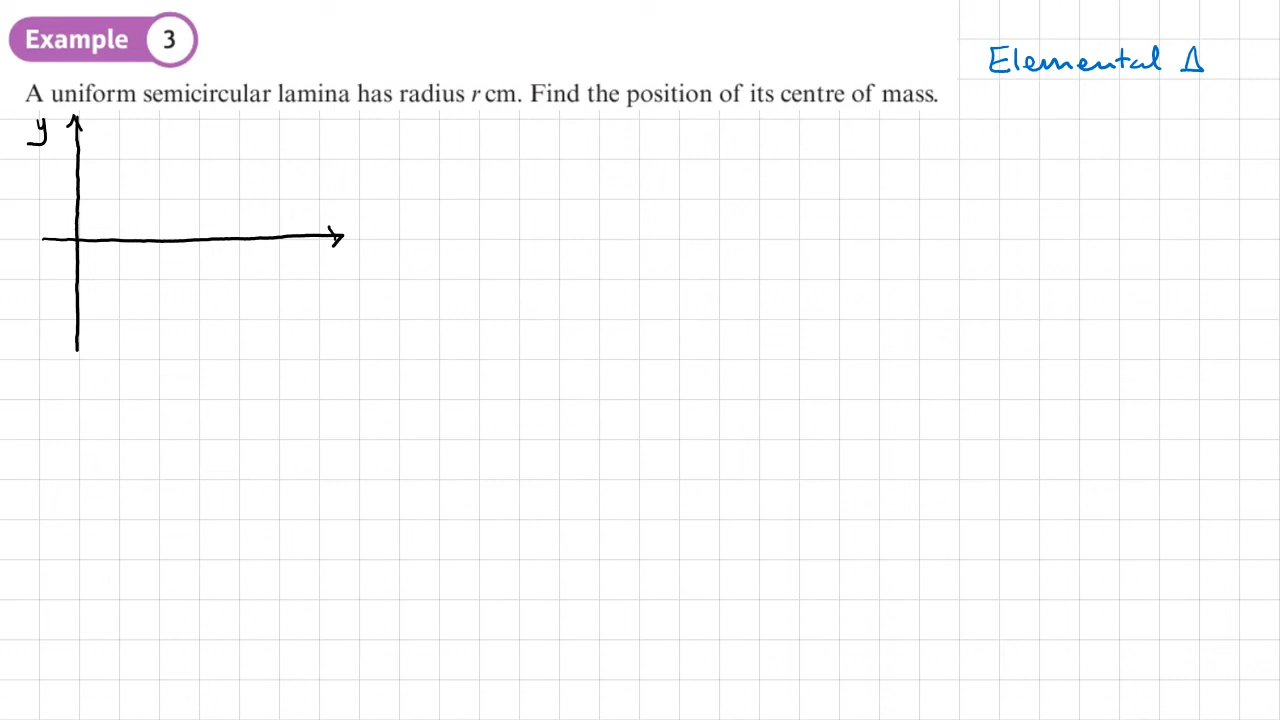 Example 3
Elemental Δ
A uniform semicircular lamina has radius r cm. Find the position of its centre of mass.
y